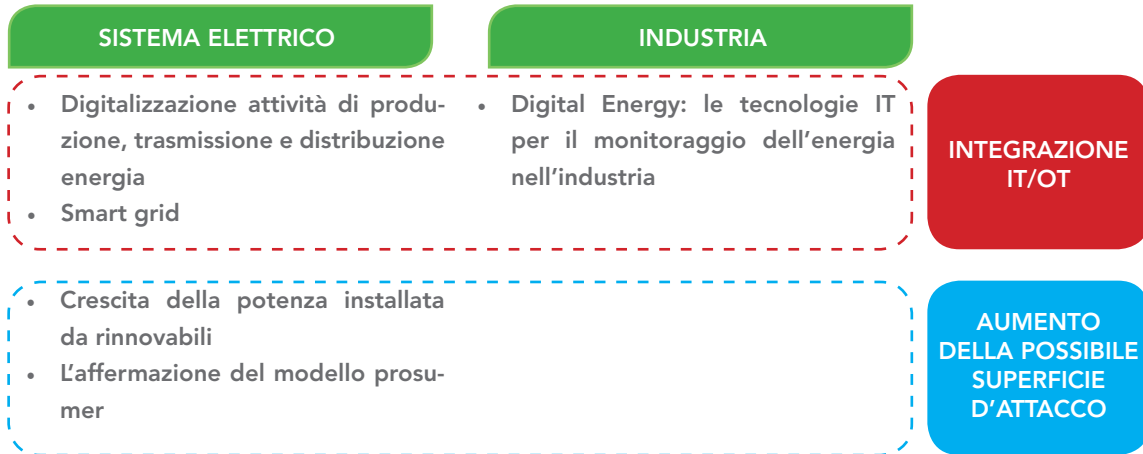 SISTEMA ELETTRICO
INDUSTRIA
• Digitalizzazione attività di produ-
zione, trasmissione e distribuzione
energia
• Smart grid
• Digital Energy: le tecnologie IT
per il monitoraggio dell’energia
nell’industria
INTEGRAZIONE
IT/OT
• Crescita della potenza installata
da rinnovabili
• L’affermazione del modello prosu-
mer
AUMENTO
DELLA POSSIBILE
SUPERFICIE
D’ATTACCO